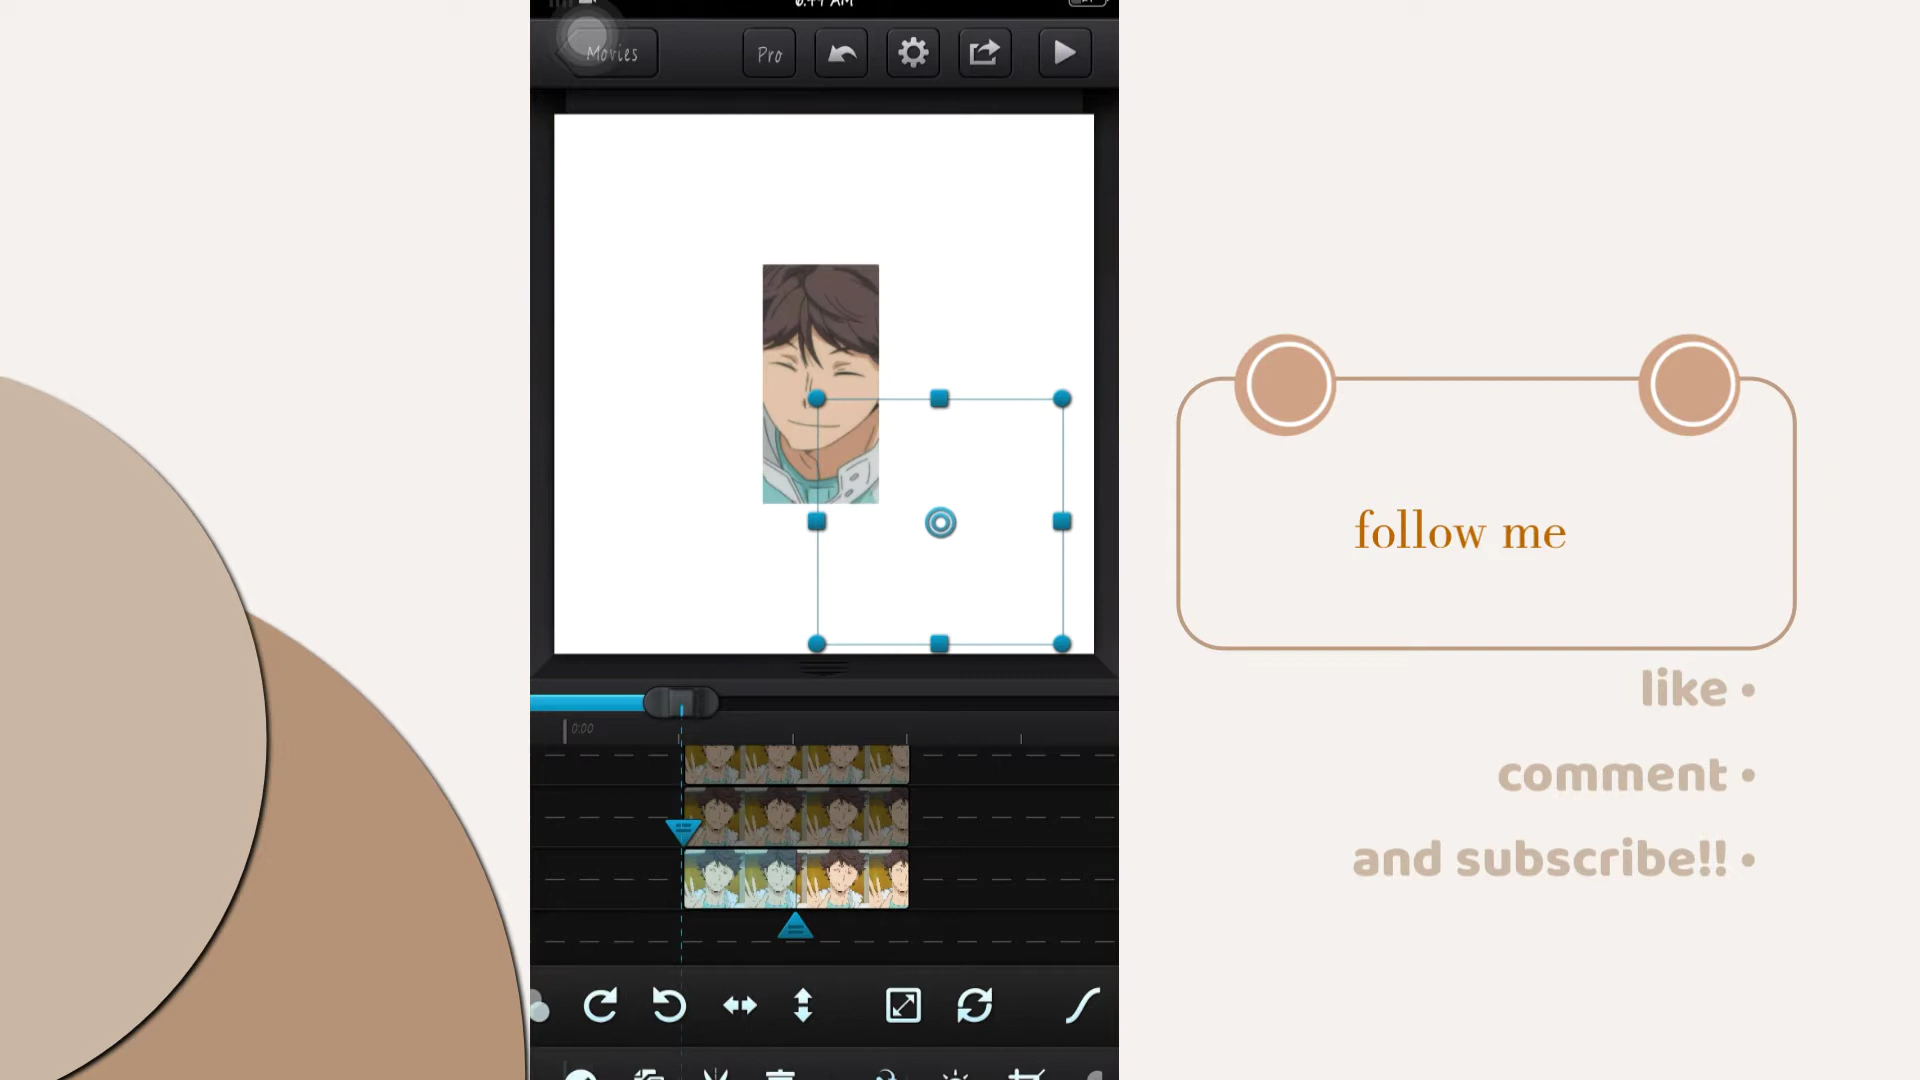 Movies
Pro
0:00
follow me
like •
comment •
and subscribe!! •